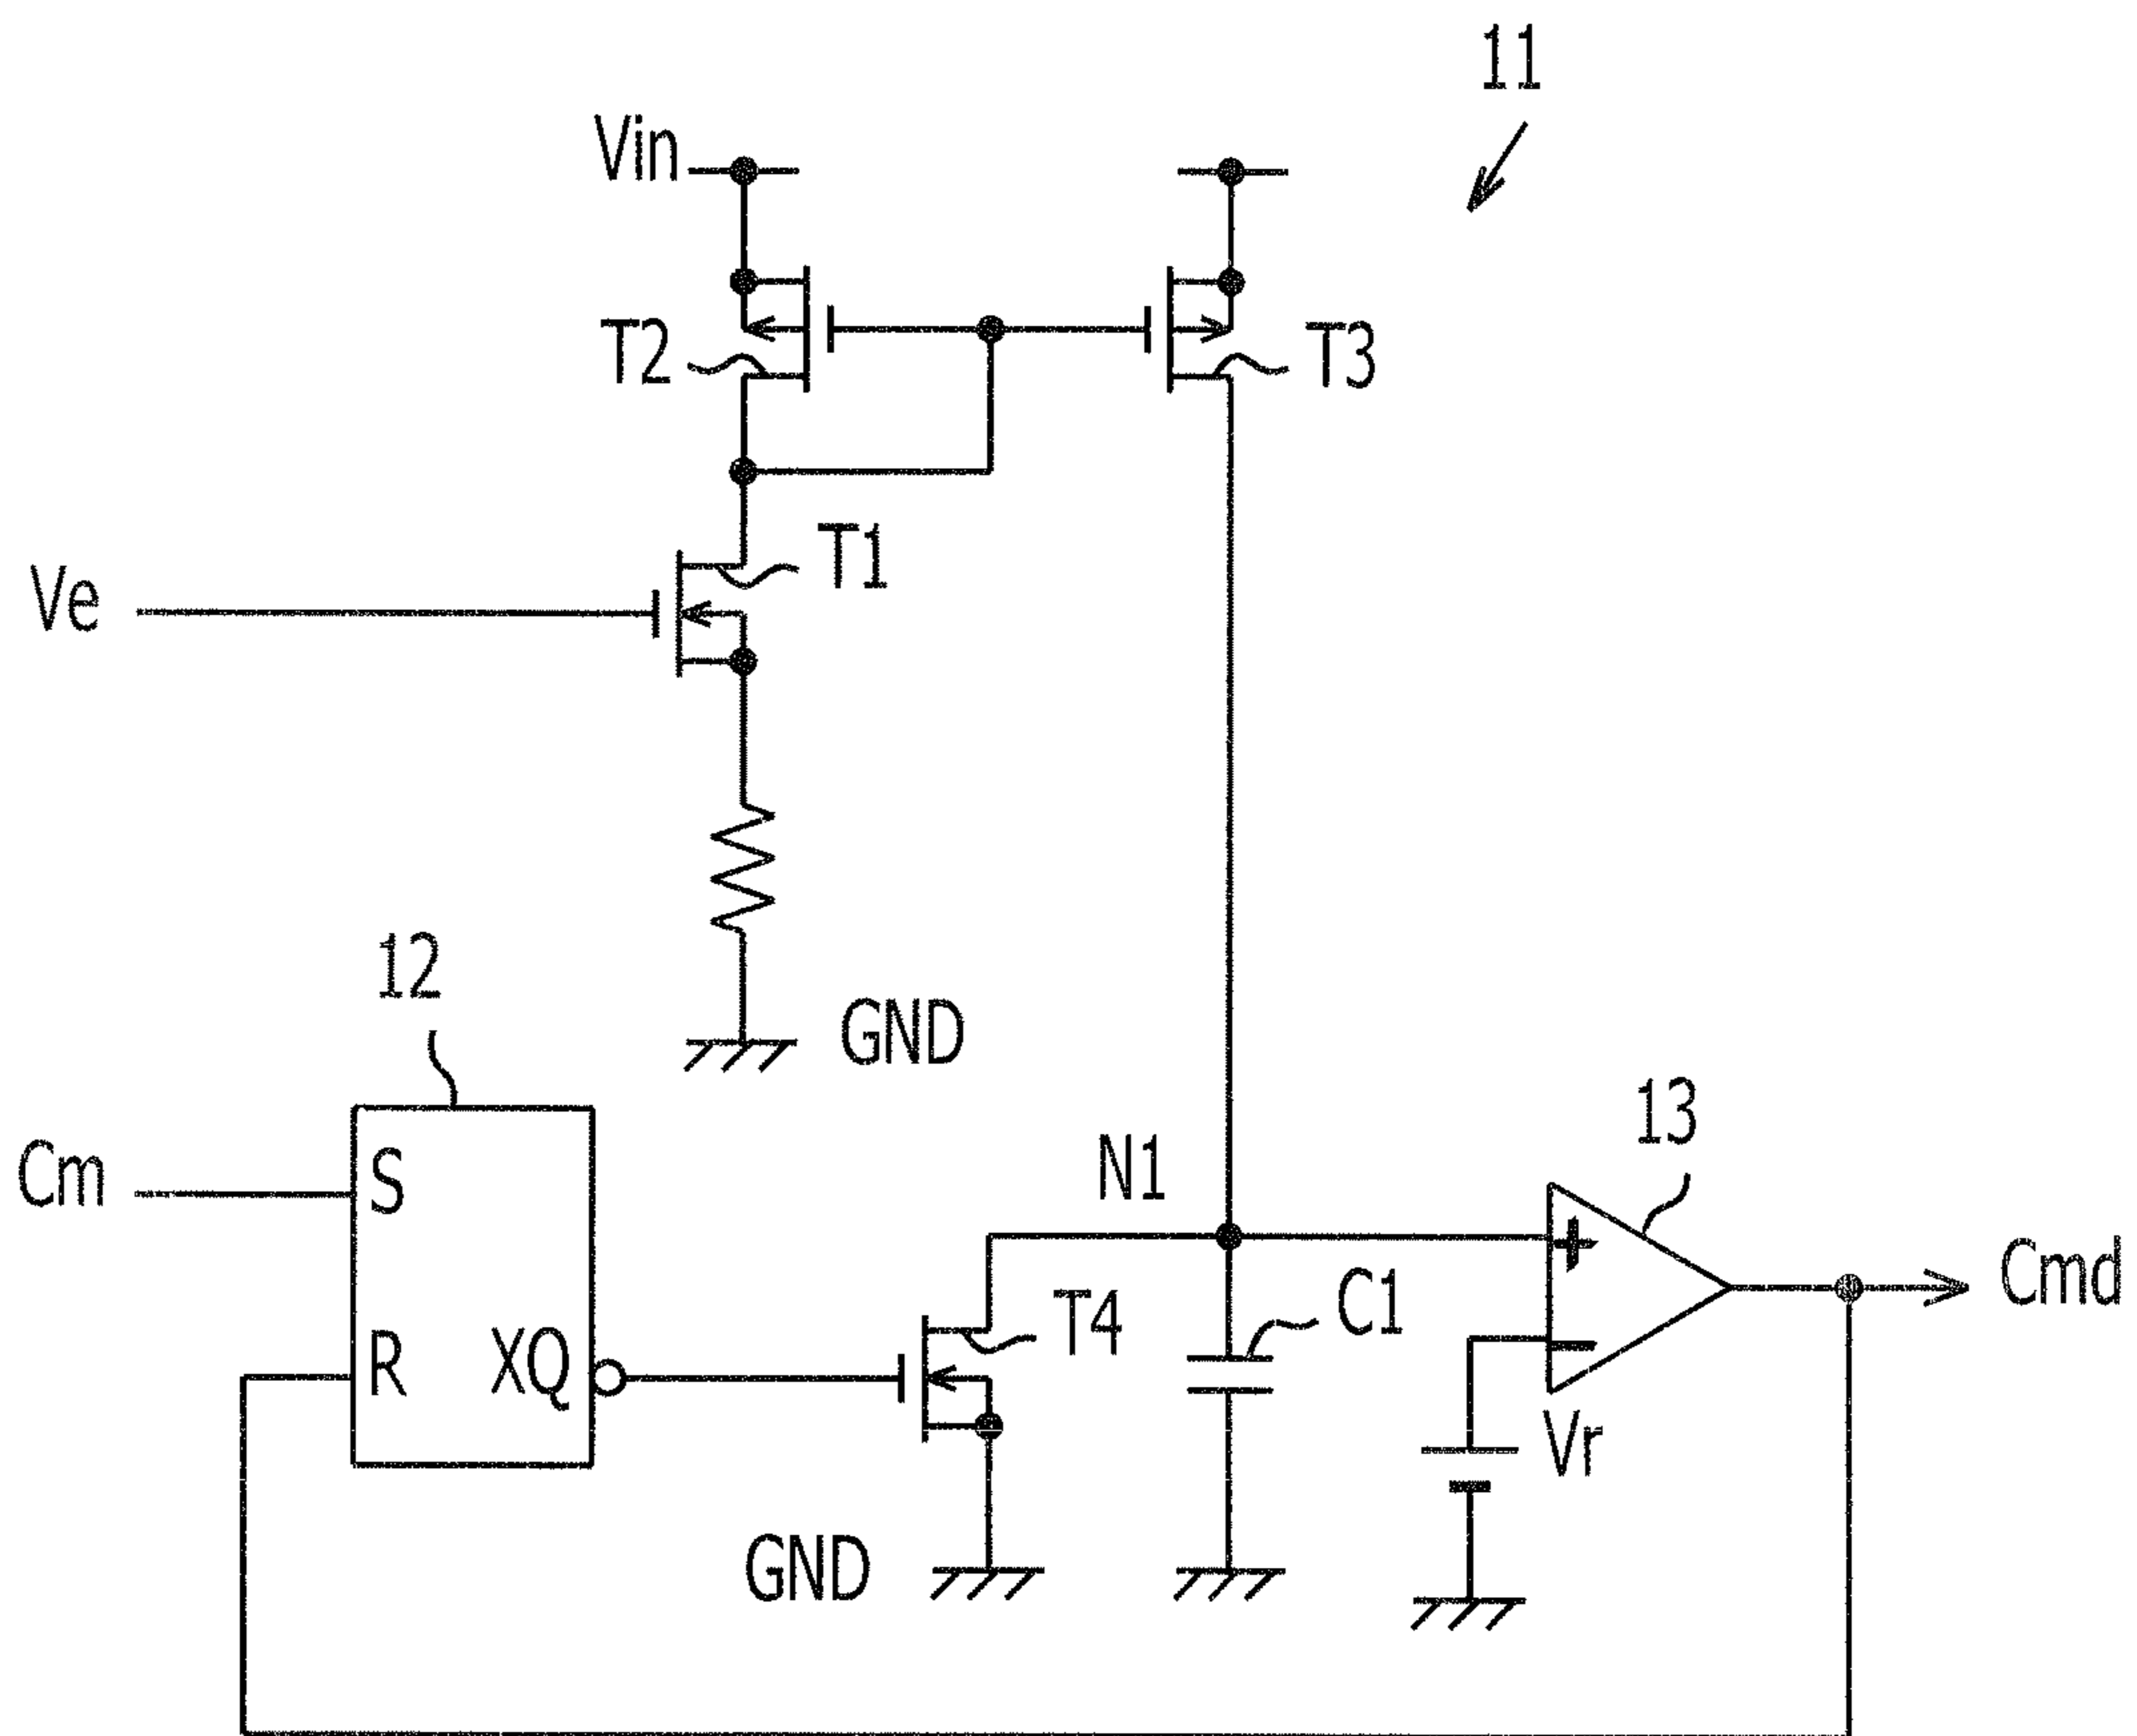 11
Vin
T2
T3
T1
Ve
12
GND
13
Cm
S
N1
Cmd
C1
T4
R
XQ
+
−
Vr
GND